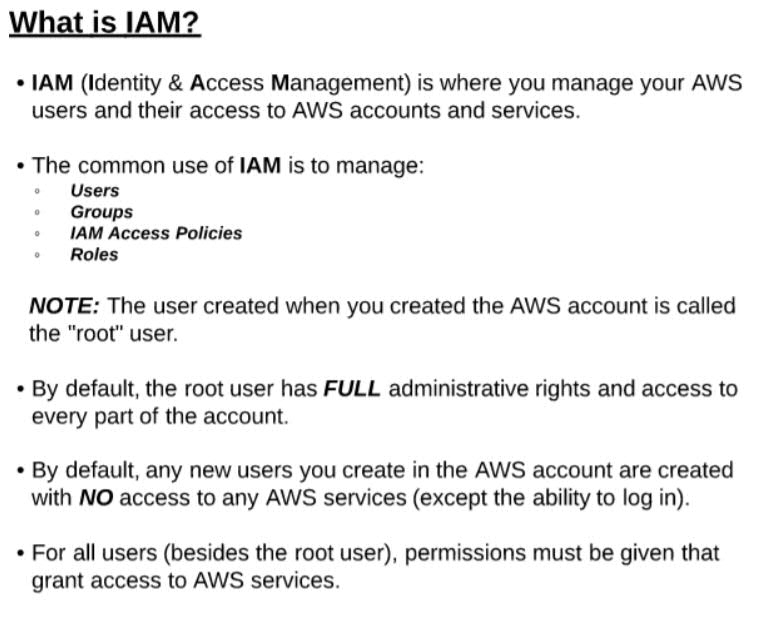 What is IAM?
• IAM (Identity & Access Management) is where you manage your AWS
users and their access to AWS accounts and services.
• The common use of IAM is to manage:
◦ Users
◦ Groups
◦ IAM Access Policies
◦ Roles
NOTE: The user created when you created the AWS account is called
the "root" user.
• By default, the root user has FULL administrative rights and access to
every part of the account.
• By default, any new users you create in the AWS account are created
with NO access to any AWS services (except the ability to log in).
• For all users (besides the root user), permissions must be given that
grant access to AWS services.